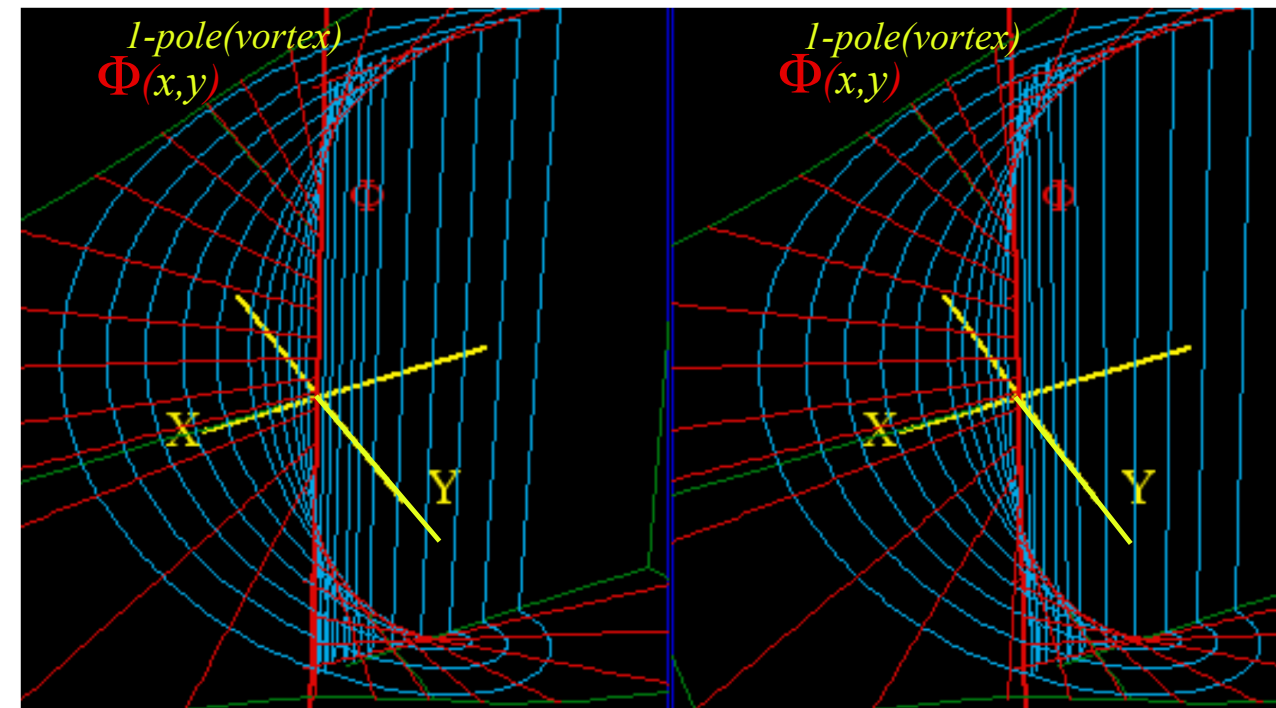 1-pole(vortex)
Φ(x,y)
Φ
X
Y
1-pole(vortex)
Φ(x,y)
Φ
X
Y